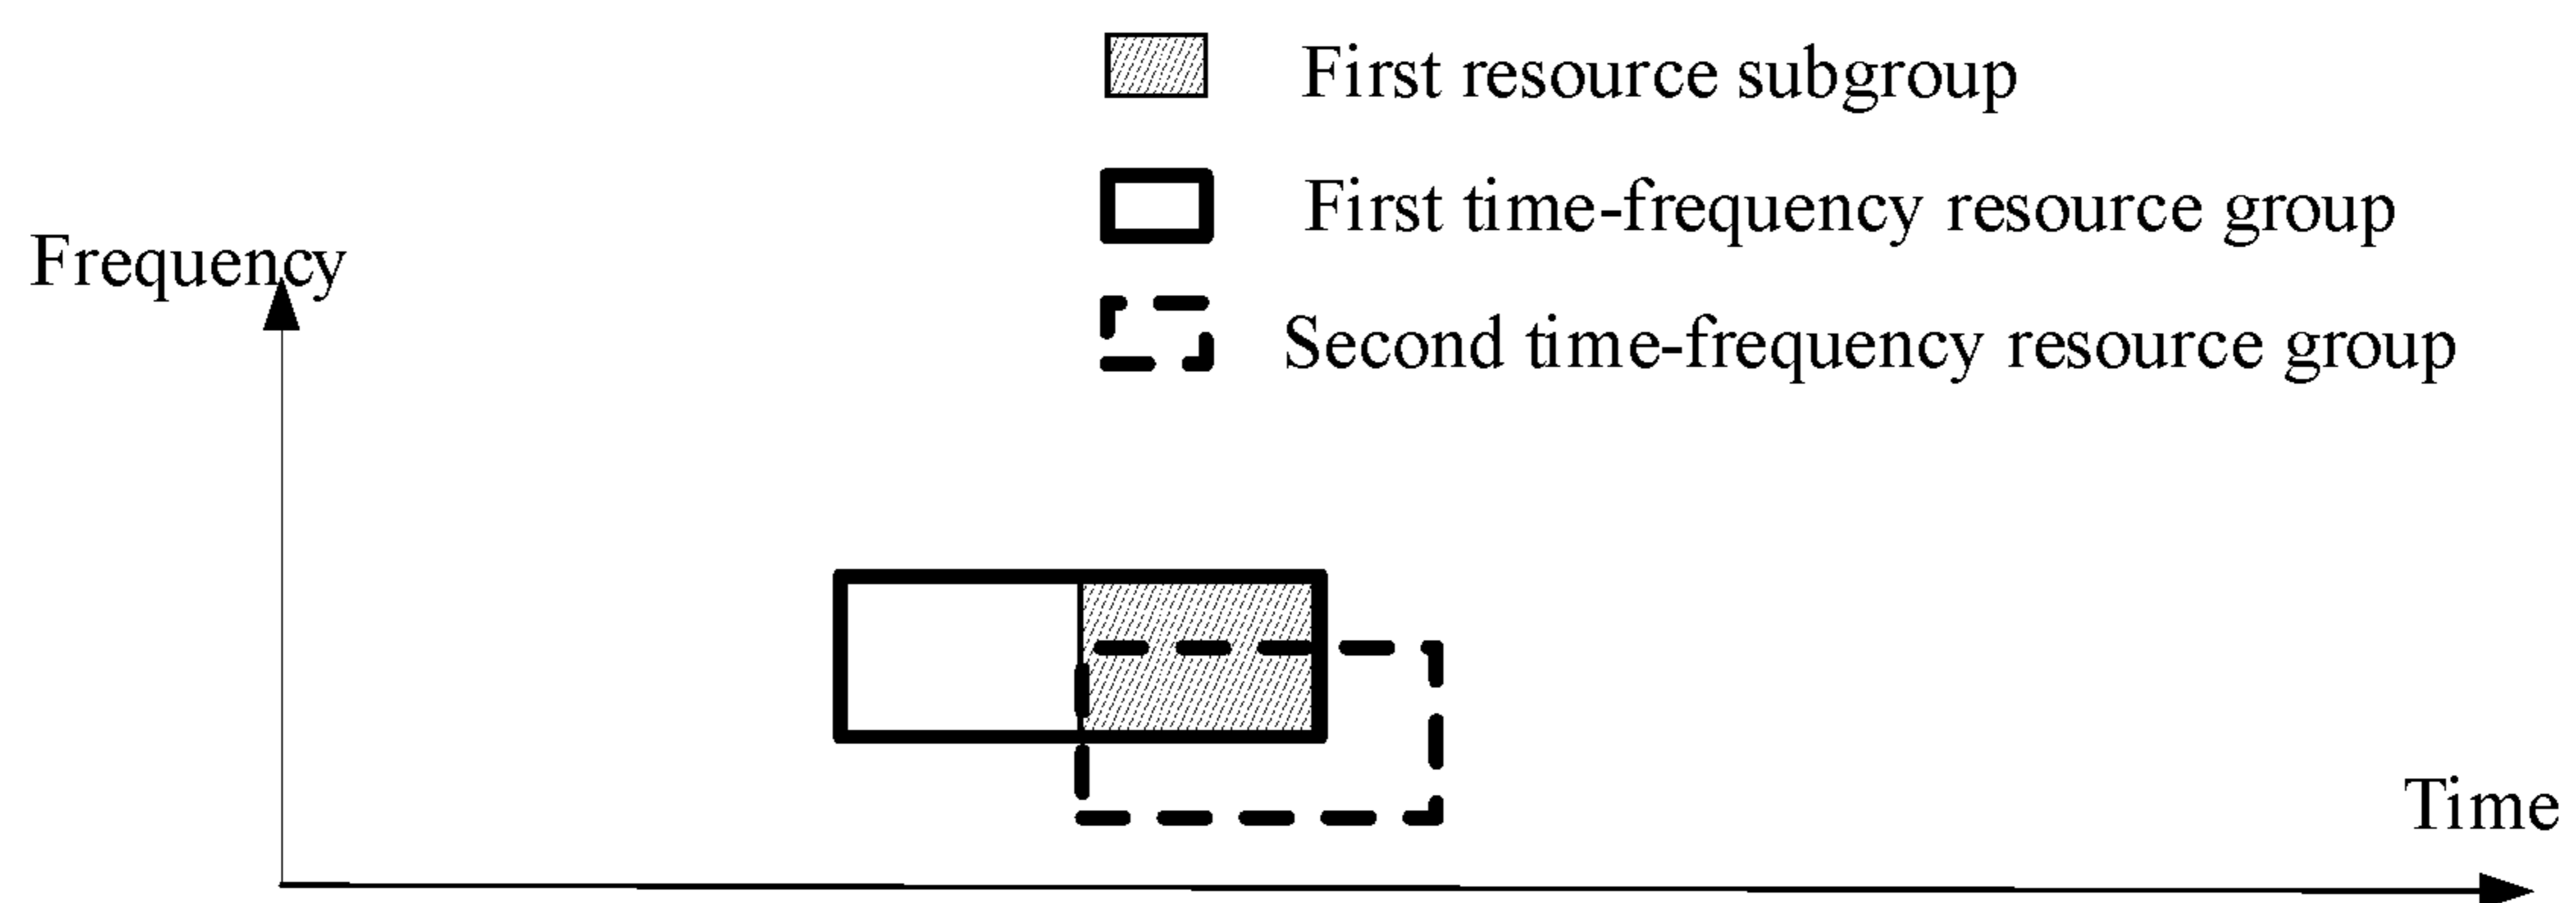 First resource subgroup
First time-frequency resource group
Frequency
Second time-frequency resource group
Time